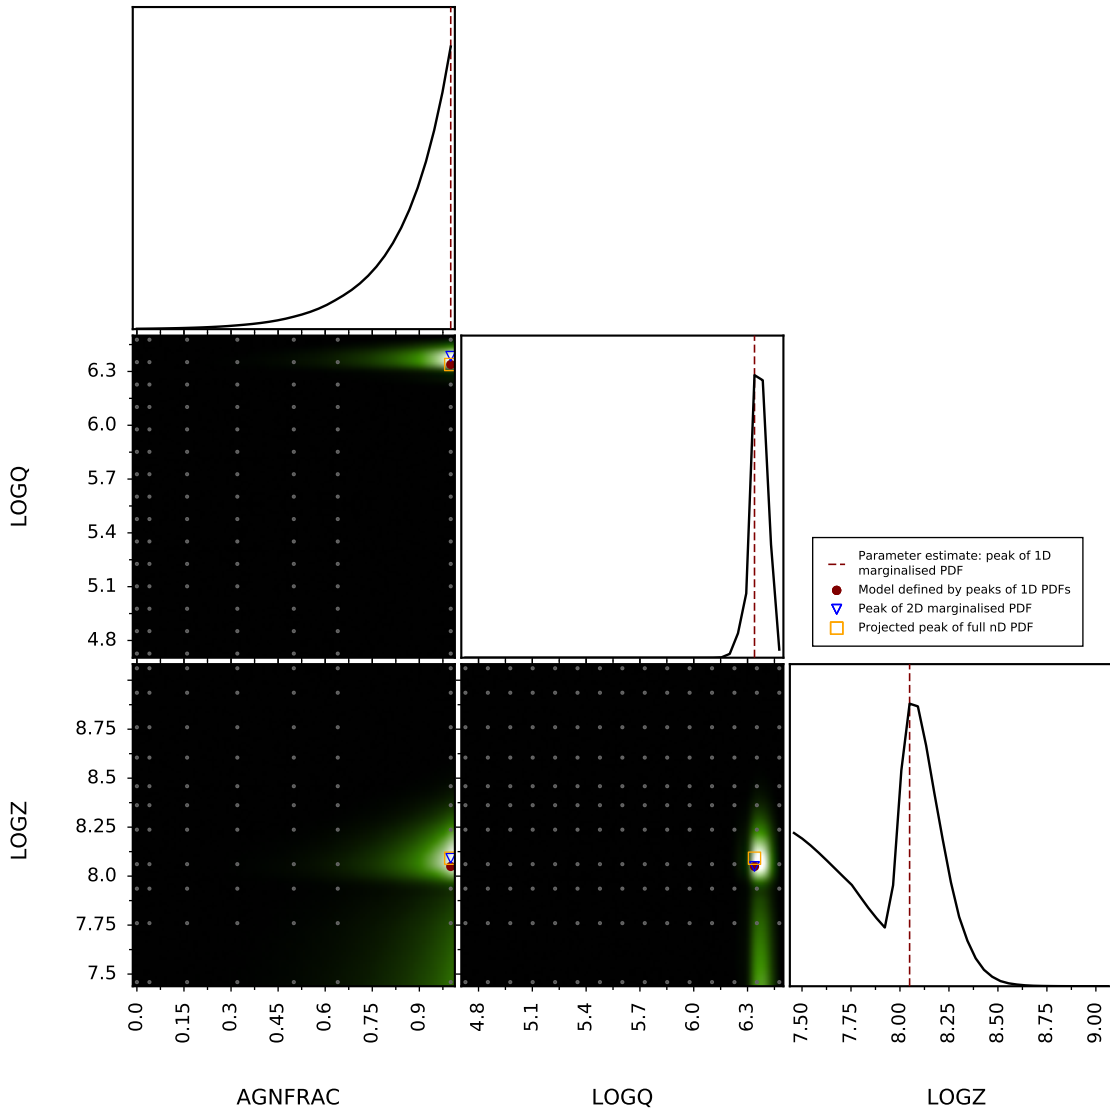 6.3
6.0
5.7
5.4
5.1
4.8
LOGQ
Parameter estimate: peak of 1D
marginalised PDF
Model defined by peaks of 1D PDFs
Peak of 2D marginalised PDF
Projected peak of full nD PDF
8.75
8.5
8.25
8.0
7.75
7.5
LOGZ
0.0 0.15 0.3 0.45 0.6 0.75 0.9
4.8 5.1 5.4 5.7 6.0 6.3
7.50 7.75 8.00 8.25 8.50 8.75 9.00
AGNFRAC LOGQ LOGZ